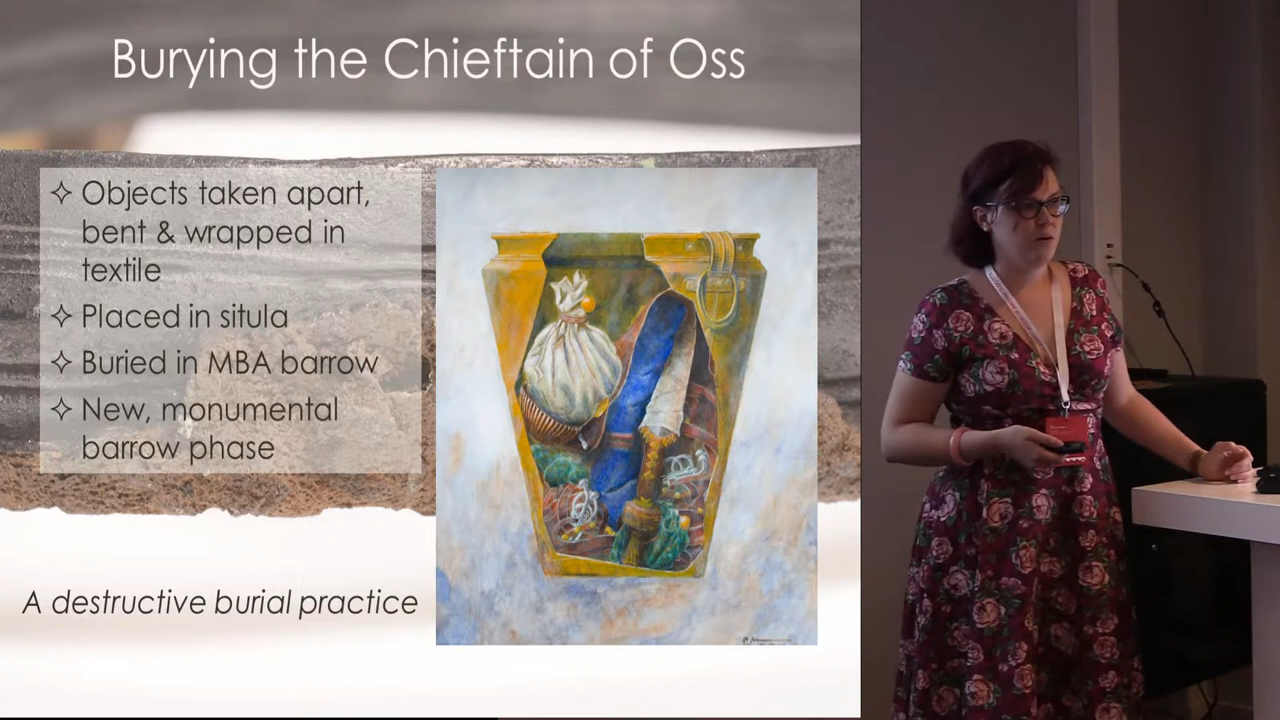 Burying the Chieftain of Oss
✧ Objects taken apart,
bent & wrapped in
textile
✧ Placed in situla
✧ Buried in MBA barrow
✧ New, monumental
barrow phase
A destructive burial practice